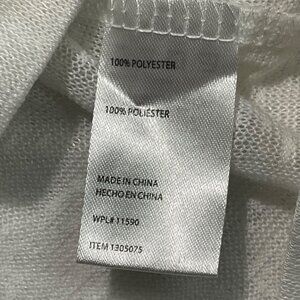 100% POLYESTER
100% POLIÉSTER
MADE IN CHINA
HECHO EN CHINA
WPL# 11590
ITEM 1305075